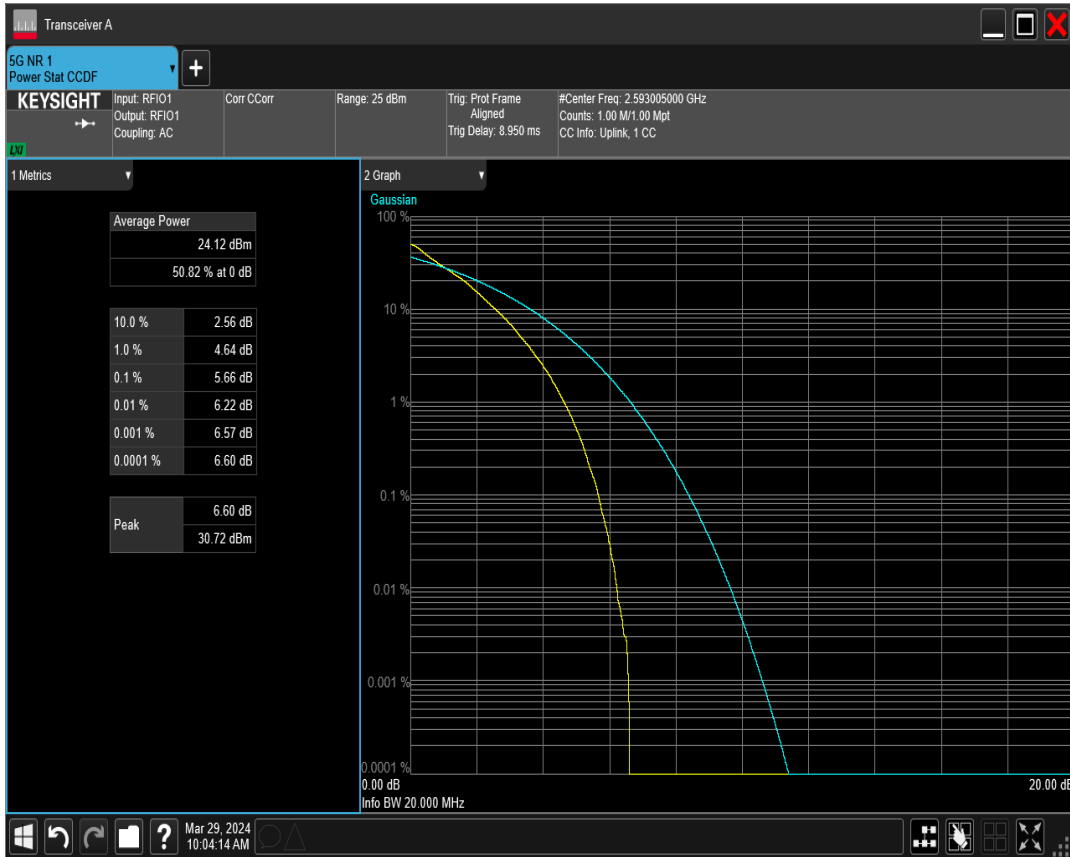 Transceiver A
5G NR 1
Power Stat CCDF
KEYSIGHT
LXI
Input: RFIO1
Output: RFIO1
Coupling: AC
Corr CCorr
Range: 25 dBm
Trig: Prot Frame
Aligned
Trig Delay: 8.950 ms
#Center Freq: 2.593005000 GHz
Counts: 1.00 M/1.00 Mpt
CC Info: Uplink, 1 CC
1 Metrics
Average Power
24.12 dBm
50.82 % at 0 dB
10.0 % 2.56 dB
1.0 % 4.64 dB
0.1 % 5.66 dB
0.01 % 6.22 dB
0.001 % 6.57 dB
0.0001 % 6.60 dB
Peak
6.60 dB
30.72 dBm
2 Graph
Gaussian
100 %
10 %
1 %
0.1 %
0.01 %
0.001 %
0.0001 %
0.00 dB 20.00 dB
Info BW 20.000 MHz
?
Mar 29, 2024
10:04:14 AM